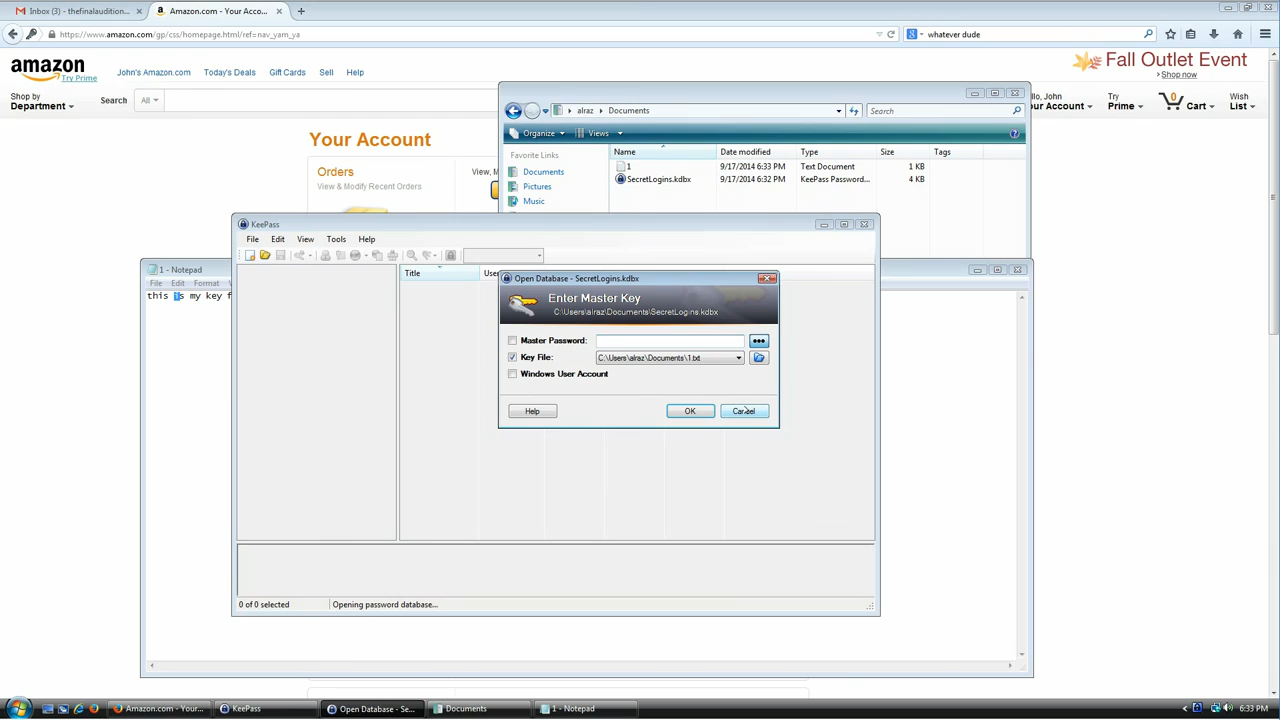 Inbox (3) - thefinalaudition...
Amazon.com - Your Acco...
https://www.amazon.com/gp/css/homepage.html/ref=nav_yam_ya
whatever dude
amazon
Try Prime
John's Amazon.com
Today's Deals
Gift Cards
Sell
Help
Fall Outlet Event
Shop now
Shop by
Department
Search
All
lo, John
our Account
Try
Prime
0
Cart
Wish
List
Your Account
Orders
View & Modify Recent Orders
View, M
alraz
Documents
Search
Organize
Views
Name
Date modified
Type
Size
Tags
Favorite Links
Documents
Pictures
Music
1
9/17/2014 6:33 PM
Text Document
1 KB
SecretLogins.kdbx
9/17/2014 6:32 PM
KeePass Password...
4 KB
KeePass
File
Edit
View
Tools
Help
Title
User
0 of 0 selected
Opening password database...
1 - Notepad
File
Edit
Format
this is my key f
Open Database - SecretLogins.kdbx
Enter Master Key
C:\Users\alraz\Documents\SecretLogins.kdbx
Master Password:
Key File:
C:\Users\alraz\Documents\1.txt
Windows User Account
Help
OK
Cancel
Amazon.com - Your...
KeePass
Open Database - Se...
Documents
1 - Notepad
6:33 PM